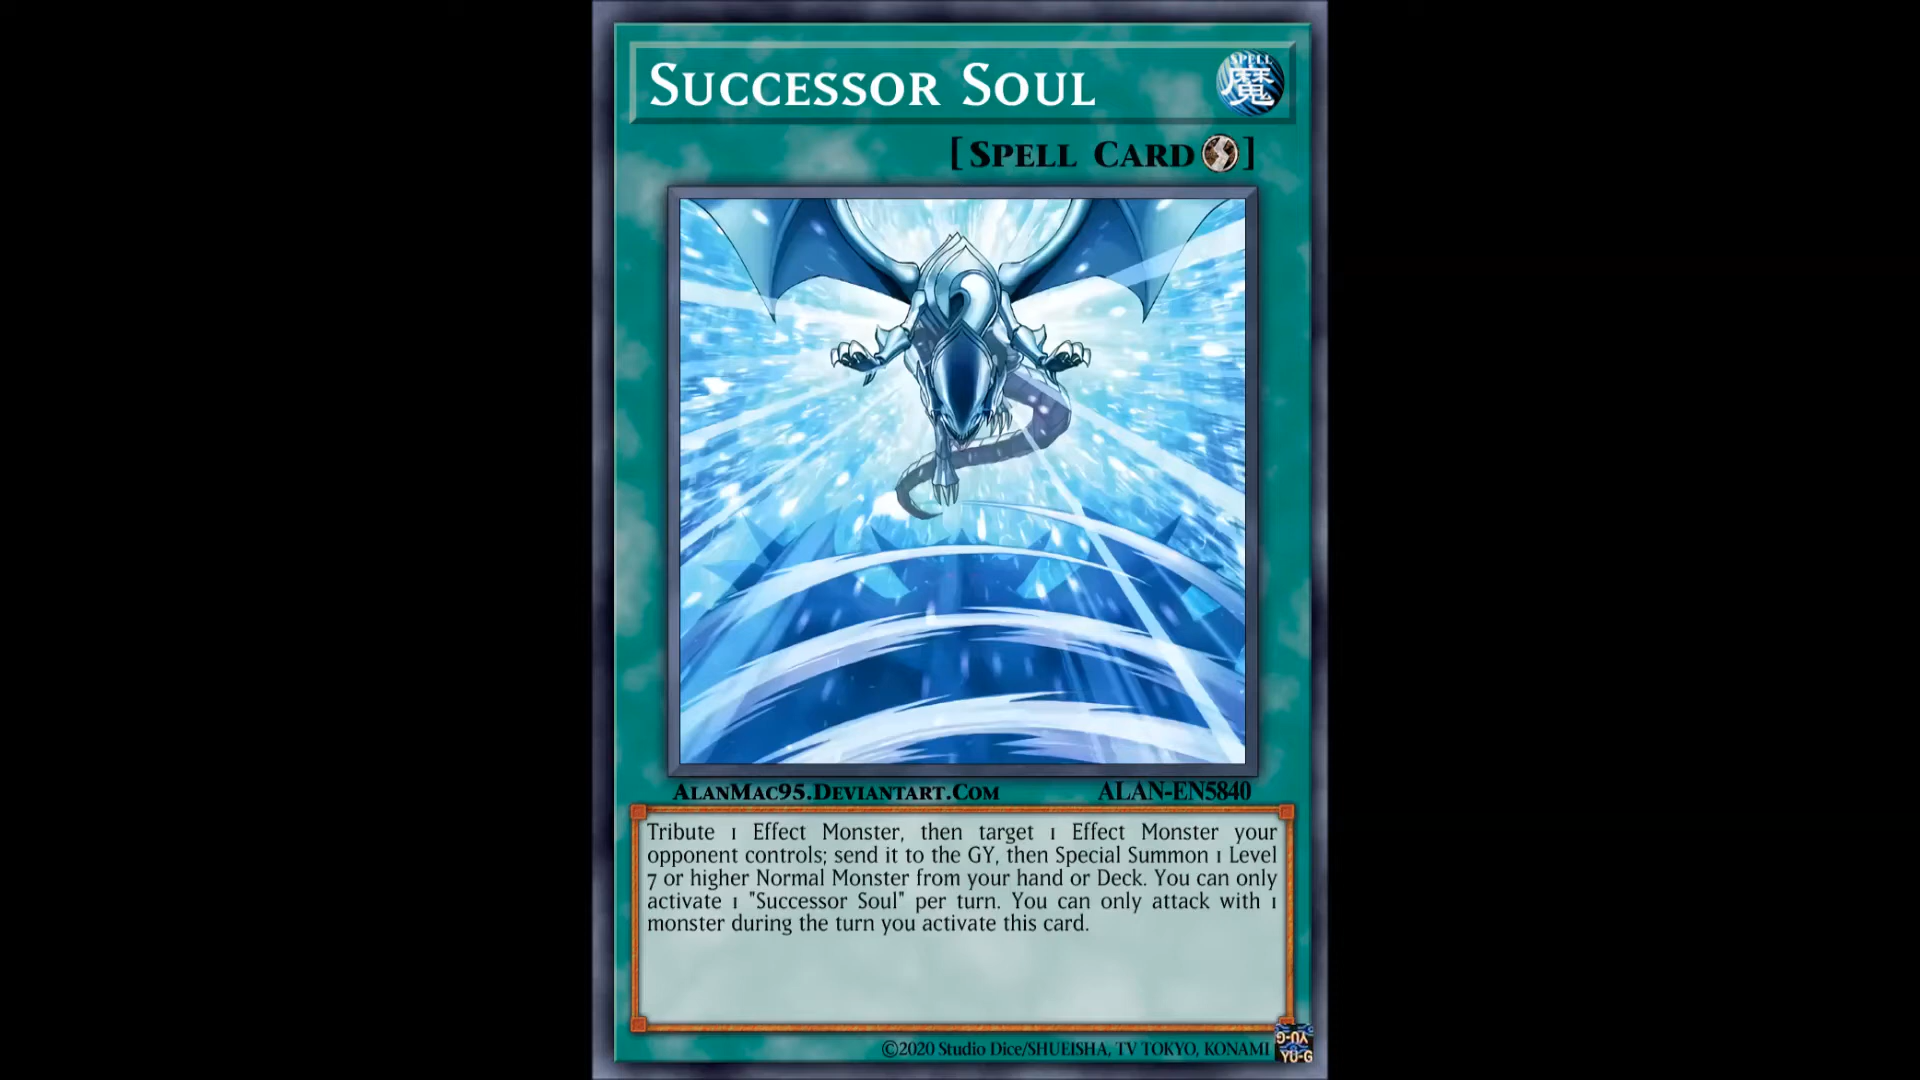 SUCCESSOR SOUL
SPELL
魔
[SPELL CARD]
ALANMAC95.DEVIANTART.COM ALAN-EN5840
Tribute 1 Effect Monster, then target 1 Effect Monster your
opponent controls; send it to the GY, then Special Summon 1 Level
7 or higher Normal Monster from your hand or Deck. You can only
activate 1 "Successor Soul" per turn. You can only attack with 1
monster during the turn you activate this card.
©2020 Studio Dice/SHUEISHA, TV TOKYO, KONAMI